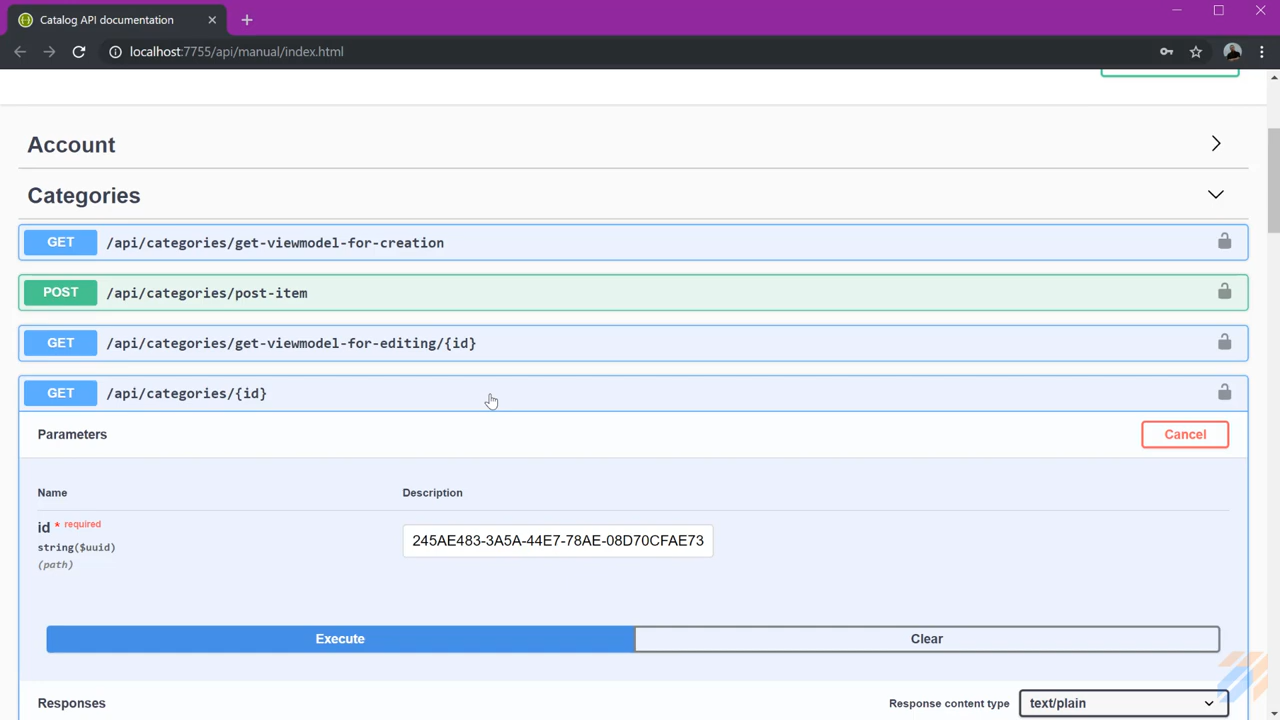 Catalog API documentation
localhost:7755/api/manual/index.html
Account
Categories
GET /api/categories/get-viewmodel-for-creation
POST /api/categories/post-item
GET /api/categories/get-viewmodel-for-editing/{id}
GET /api/categories/{id}
Parameters Cancel
Name Description
id * required
string($uuid)
(path)
245AE483-3A5A-44E7-78AE-08D70CFAE73
Execute Clear
Responses Response content type text/plain